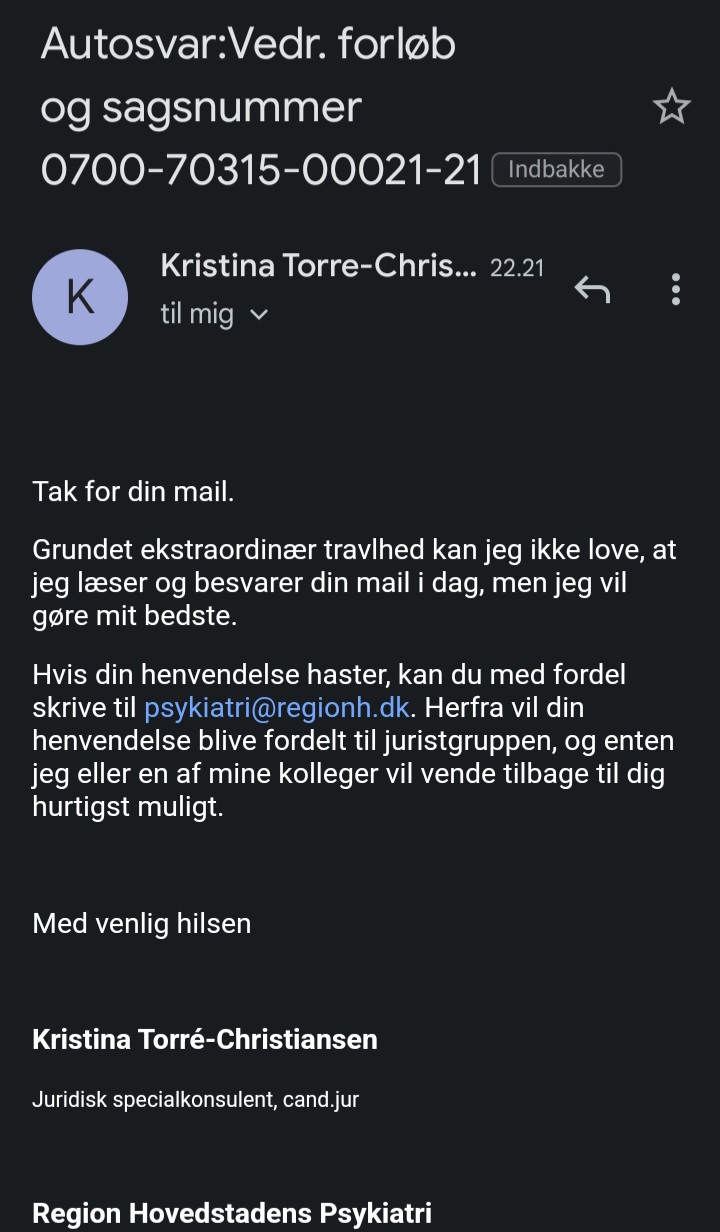 Autosvar:Vedr. forløb
og sagsnummer
0700-70315-00021-21 Indbakke
K
Kristina Torre-Chris... 22.21
til mig
Tak for din mail.
Grundet ekstraordinær travlhed kan jeg ikke love, at
jeg læser og besvarer din mail i dag, men jeg vil
gøre mit bedste.
Hvis din henvendelse haster, kan du med fordel
skrive til psykiatri@regionh.dk. Herfra vil din
henvendelse blive fordelt til juristgruppen, og enten
jeg eller en af mine kolleger vil vende tilbage til dig
hurtigst muligt.
Med venlig hilsen
Kristina Torré-Christiansen
Juridisk specialkonsulent, cand.jur
Region Hovedstadens Psykiatri